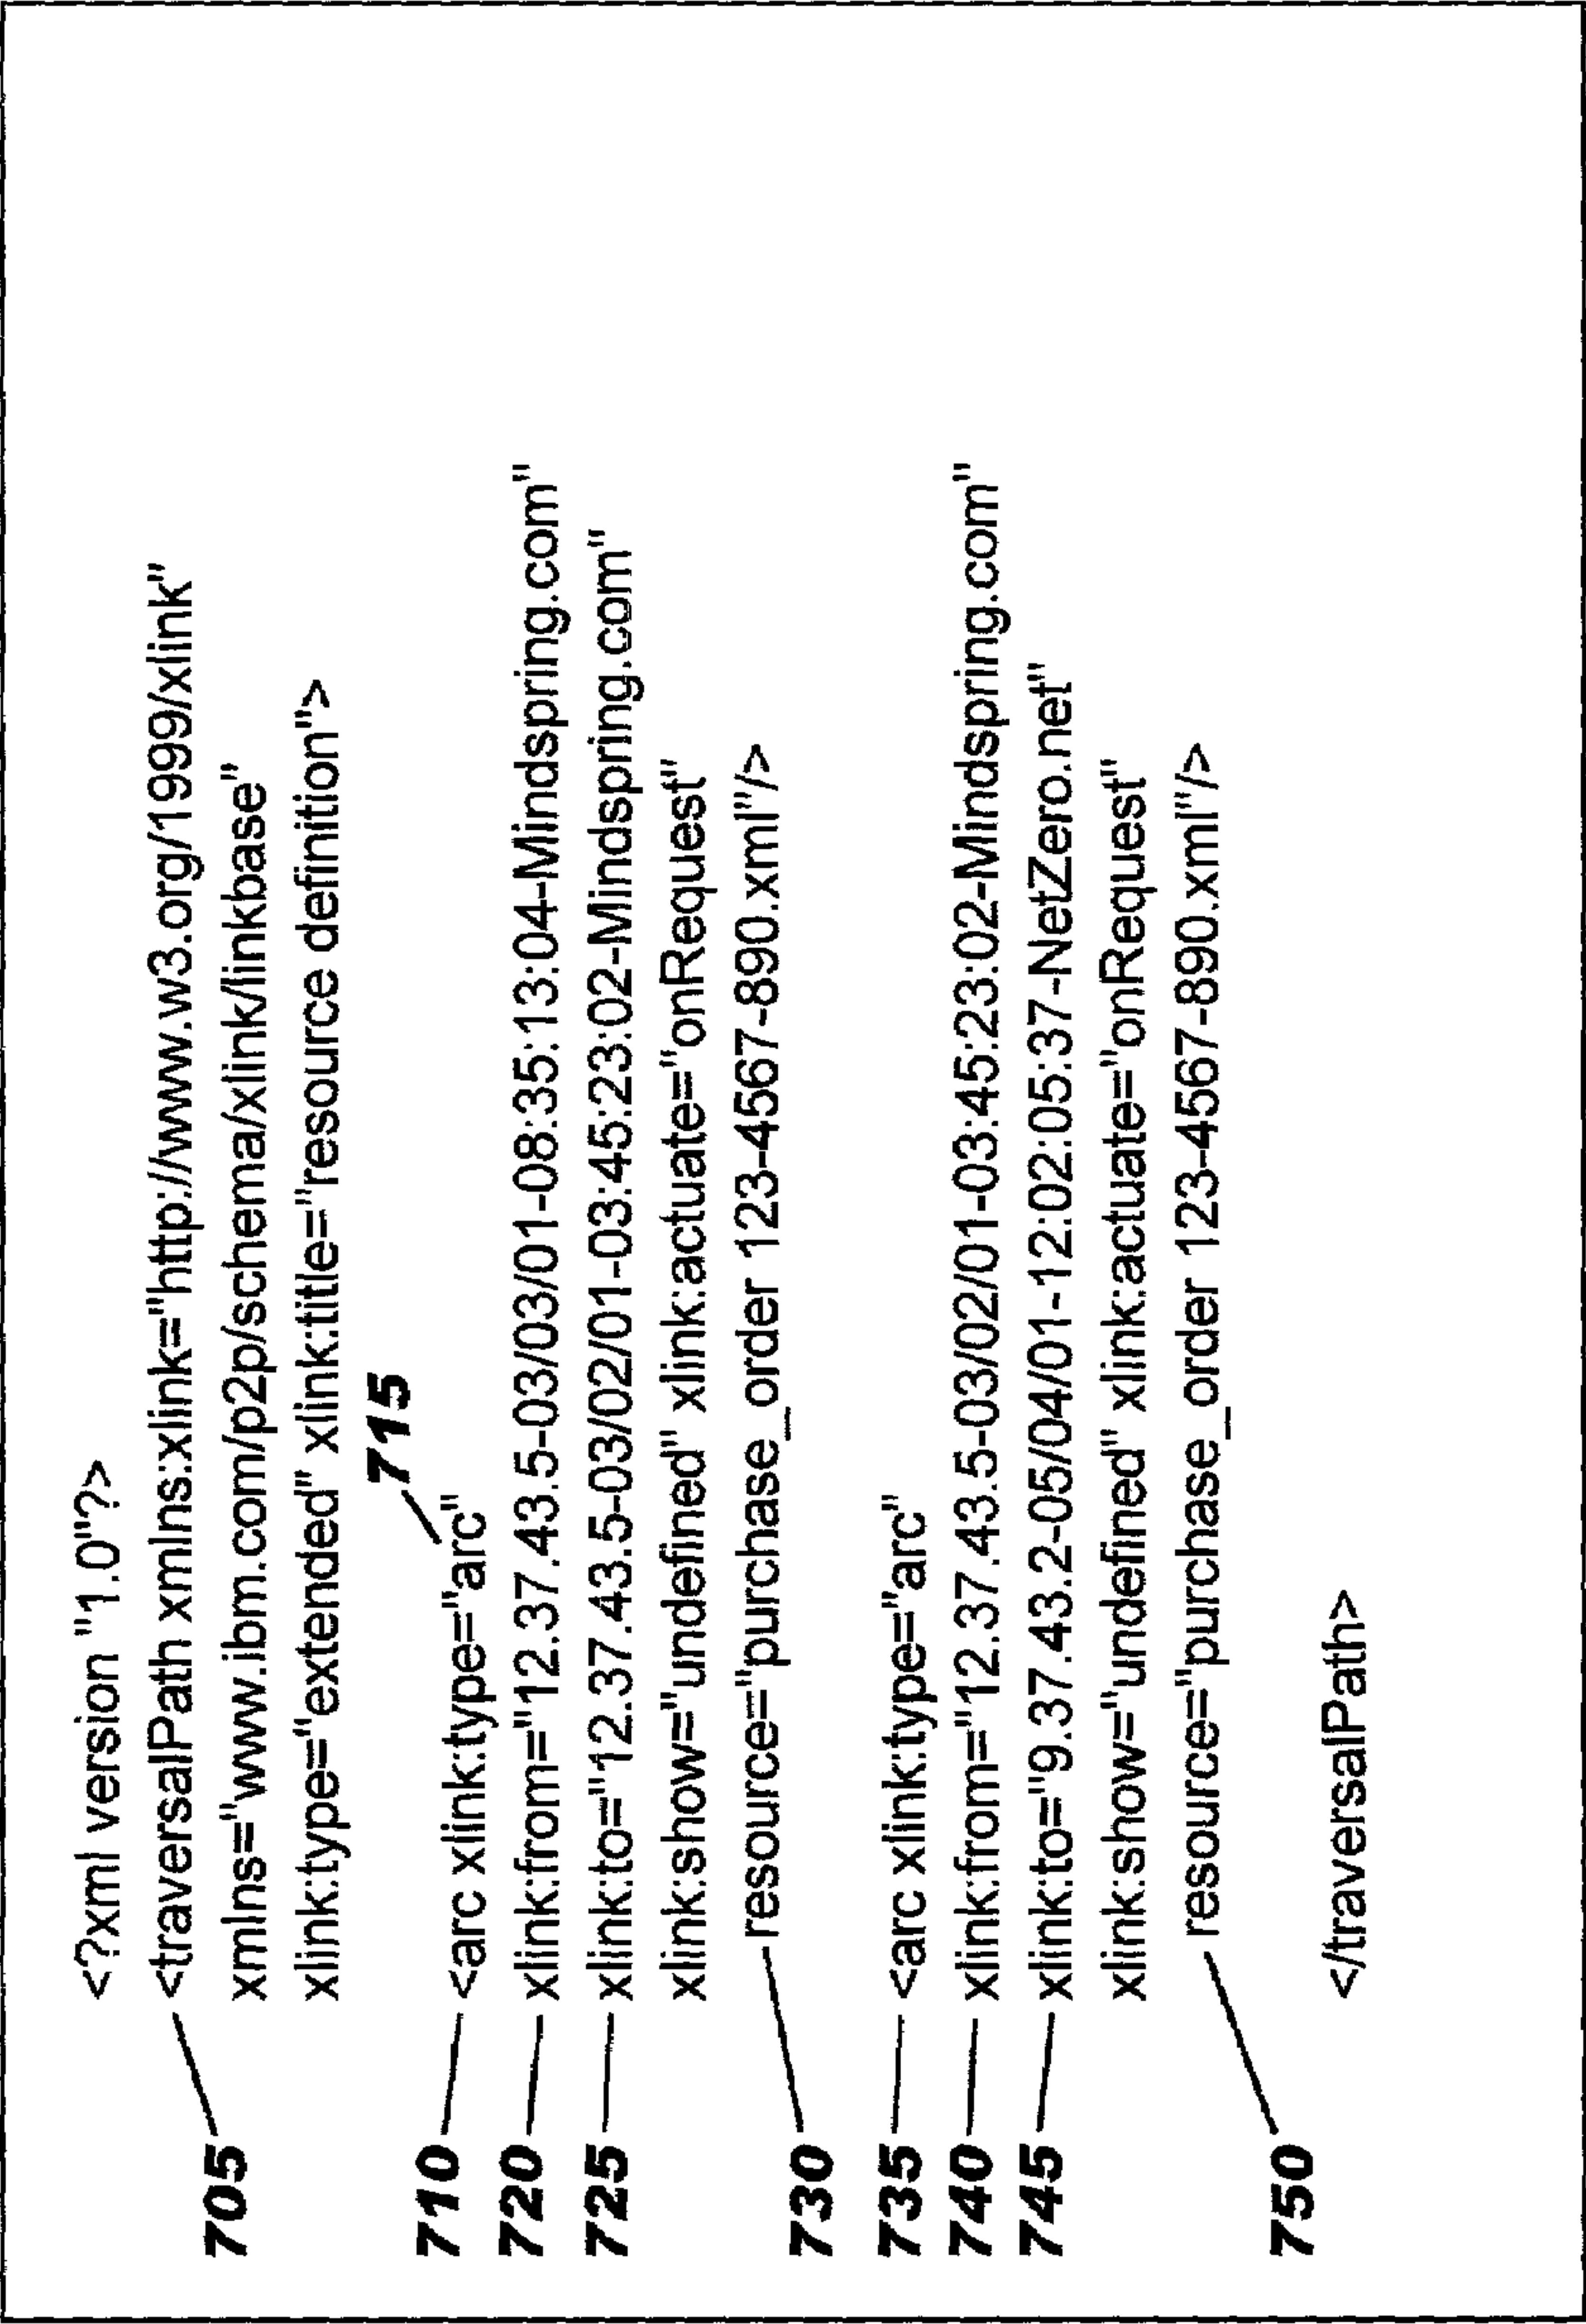 <?xml version "1.0"?>
705 <traversalPath xmlns:xlink="http://www.w3.org/1999/xlink"
xmlns="www.ibm.com/p2p/schema/xlink/linkbase"
xlink:type="extended" xlink:title="resource definition">
715
710 <arc xlink:type="arc"
720 xlink:from="12.37.43.5-03/03/01-08:35:13:04-Mindspring.com"
725 xlink:to="12.37.43.5-03/02/01-03:45:23:02-Mindspring.com"
xlink:show="undefined" xlink:actuate="onRequest"
730 resource="purchase_order 123-4567-890.xml"/>
735 <arc xlink:type="arc"
740 xlink:from="12.37.43.5-03/02/01-03:45:23:02-Mindspring.com"
745 xlink:to="9.37.43.2-05/04/01-12:02:05:37-NetZero.net"
xlink:show="undefined" xlink:actuate="onRequest"
750 resource="purchase_order 123-4567-890.xml"/>
</traversalPath>